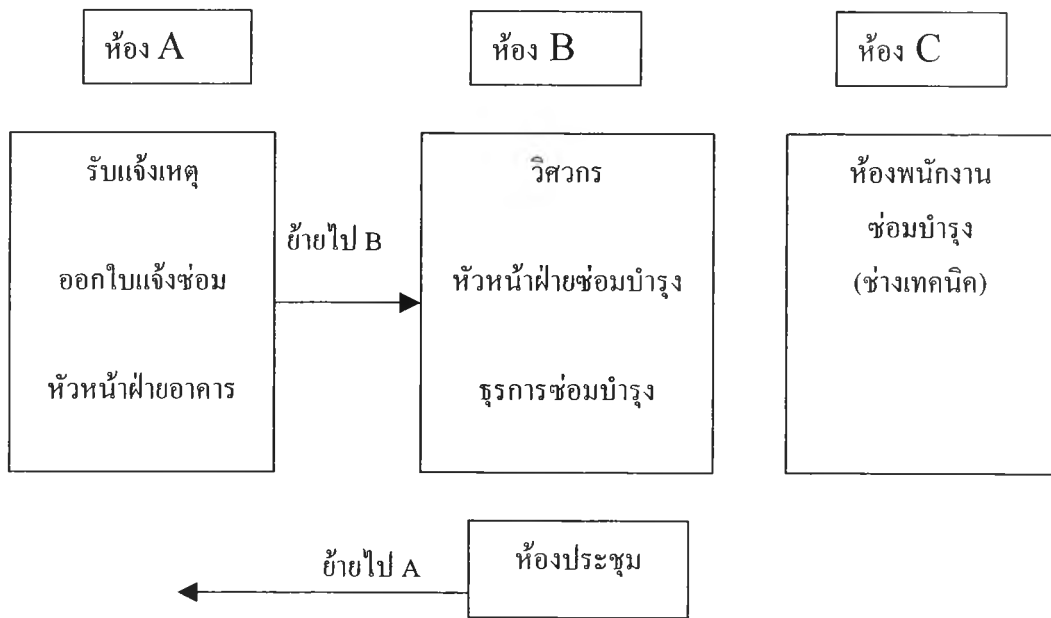 ห้อง A
ห้อง B
ห้อง C
รับแจ้งเหตุ
ออกใบแจ้งซ่อม
หัวหน้าฝ่ายอาคาร
ย้ายไป B
วิศวกร
หัวหน้าฝ่ายซ่อมบำรุง
ธุรการซ่อมบำรุง
ห้องพนักงาน
ซ่อมบำรุง
(ช่างเทคนิค)
ย้ายไป A
ห้องประชุม